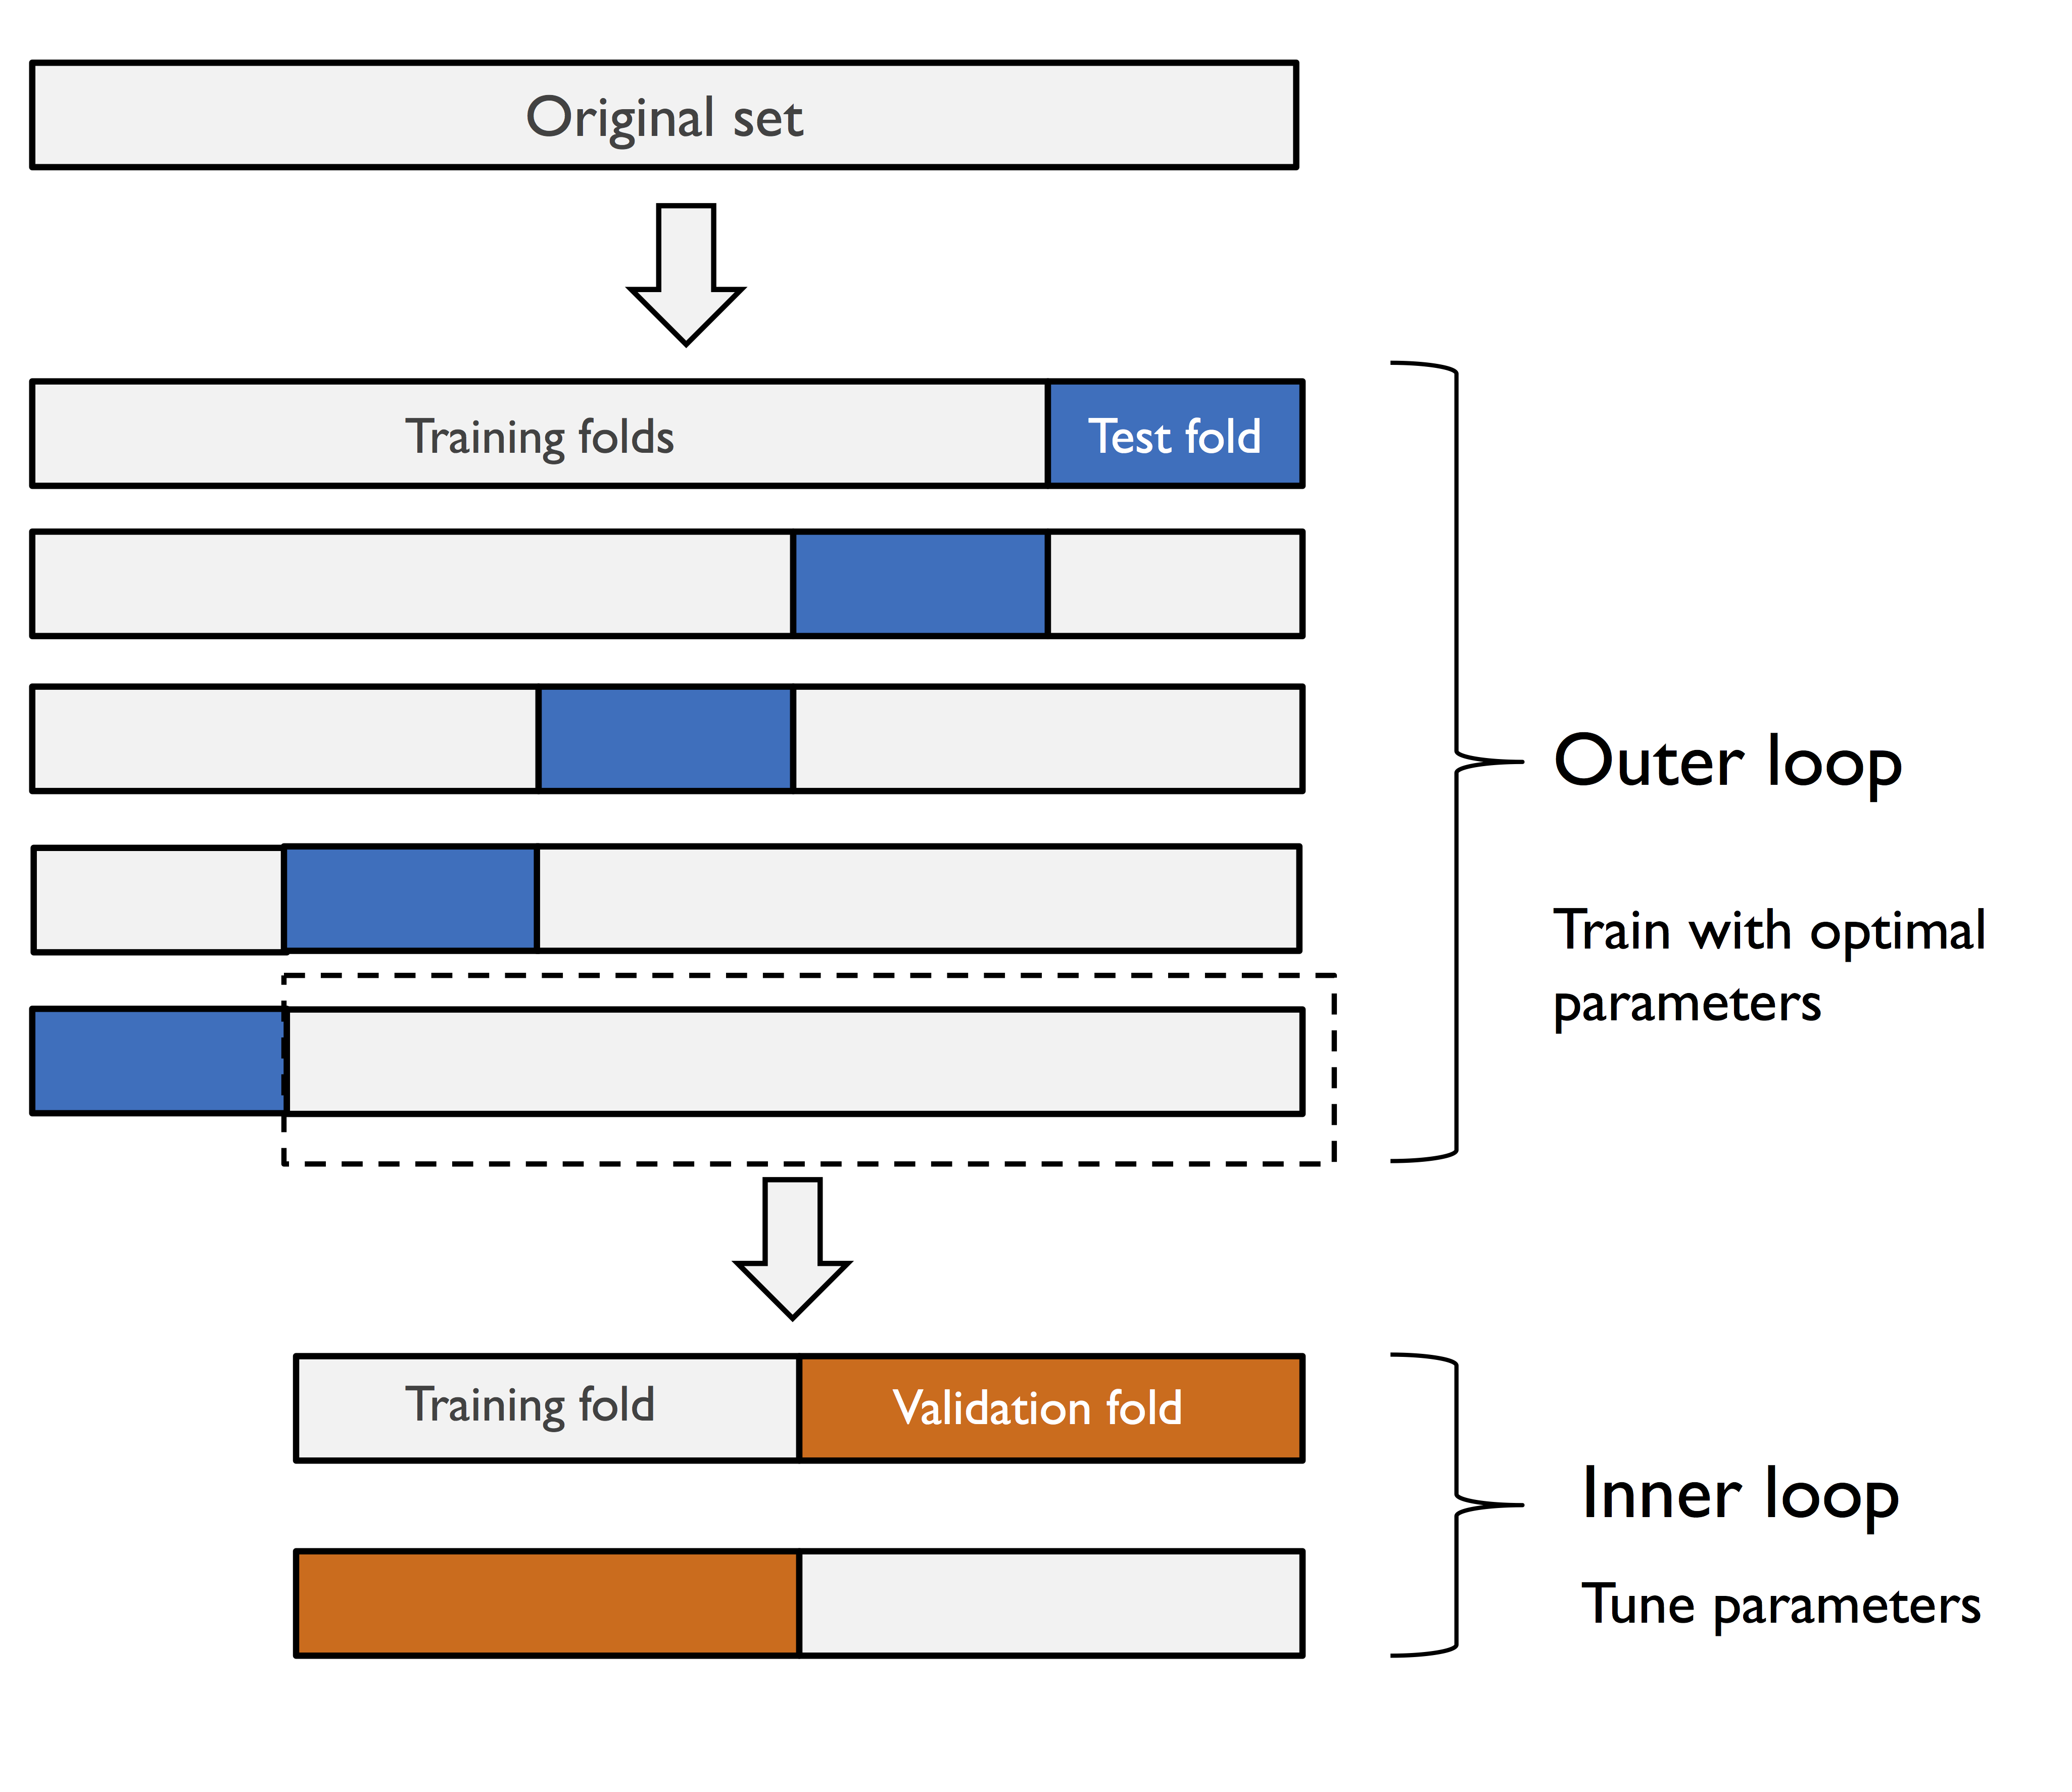 Original set
Training folds
Test fold
Outer loop
Train with optimal
parameters
Training fold
Validation fold
Inner loop
Tune parameters